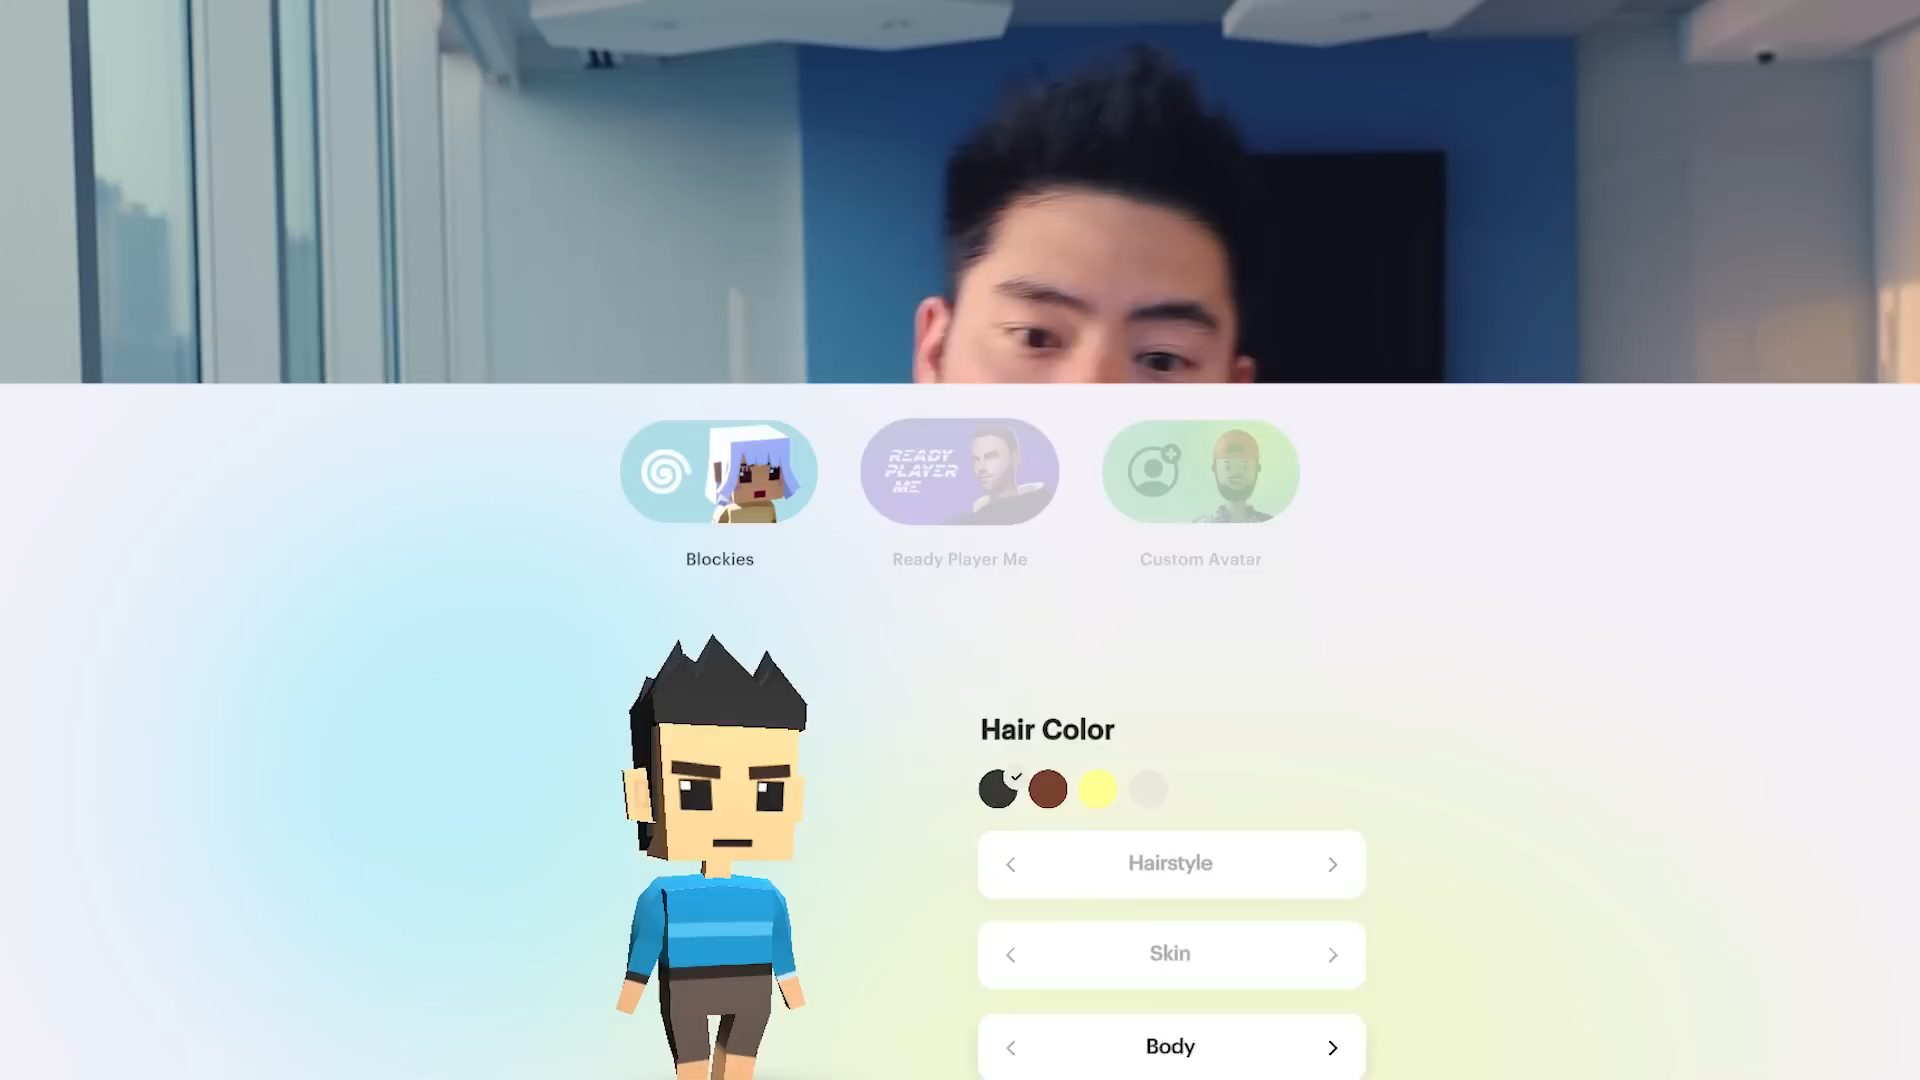 READY
PLAYER
ME
Blockies
Ready Player Me
Custom Avatar
Hair Color
Hairstyle
Skin
Body